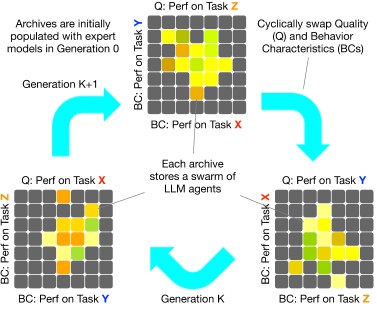 Archives are initially
populated with expert
models in Generation 0
Q: Perf on Task Z
BC: Perf on Task Y
BC: Perf on Task X
Cyclically swap Quality
(Q) and Behavior
Characteristics (BCs)
Generation K+1
Each archive
stores a swarm of
LLM agents
Q: Perf on Task X
BC: Perf on Task Z
BC: Perf on Task Y
Q: Perf on Task Y
BC: Perf on Task X
BC: Perf on Task Z
Generation K